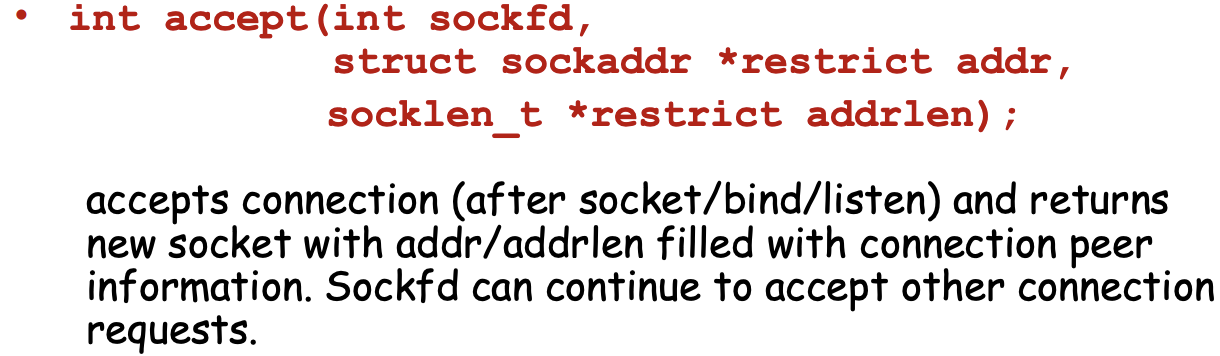 • int accept(int sockfd,
struct sockaddr *restrict addr,
socklen_t *restrict addrlen);
accepts connection (after socket/bind/listen) and returns
new socket with addr/addrlen filled with connection peer
information. Sockfd can continue to accept other connection
requests.